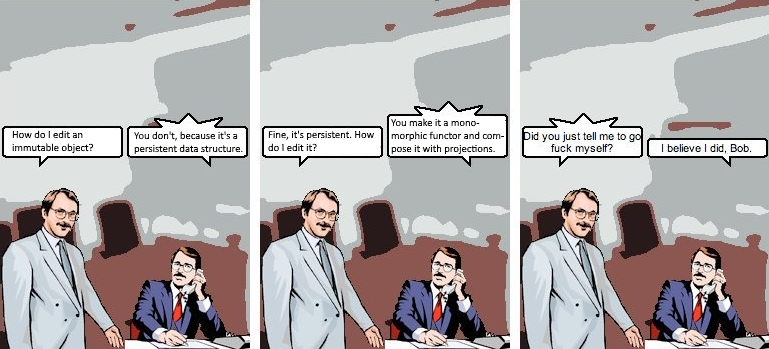 How do I edit an
immutable object?
You don't, because it's a
persistent data structure.
Fine, it's persistent. How
do I edit it?
You make it a mono-
morphic functor and com-
pose it with projections.
Did you just tell me to go
fuck myself?
I believe I did, Bob.